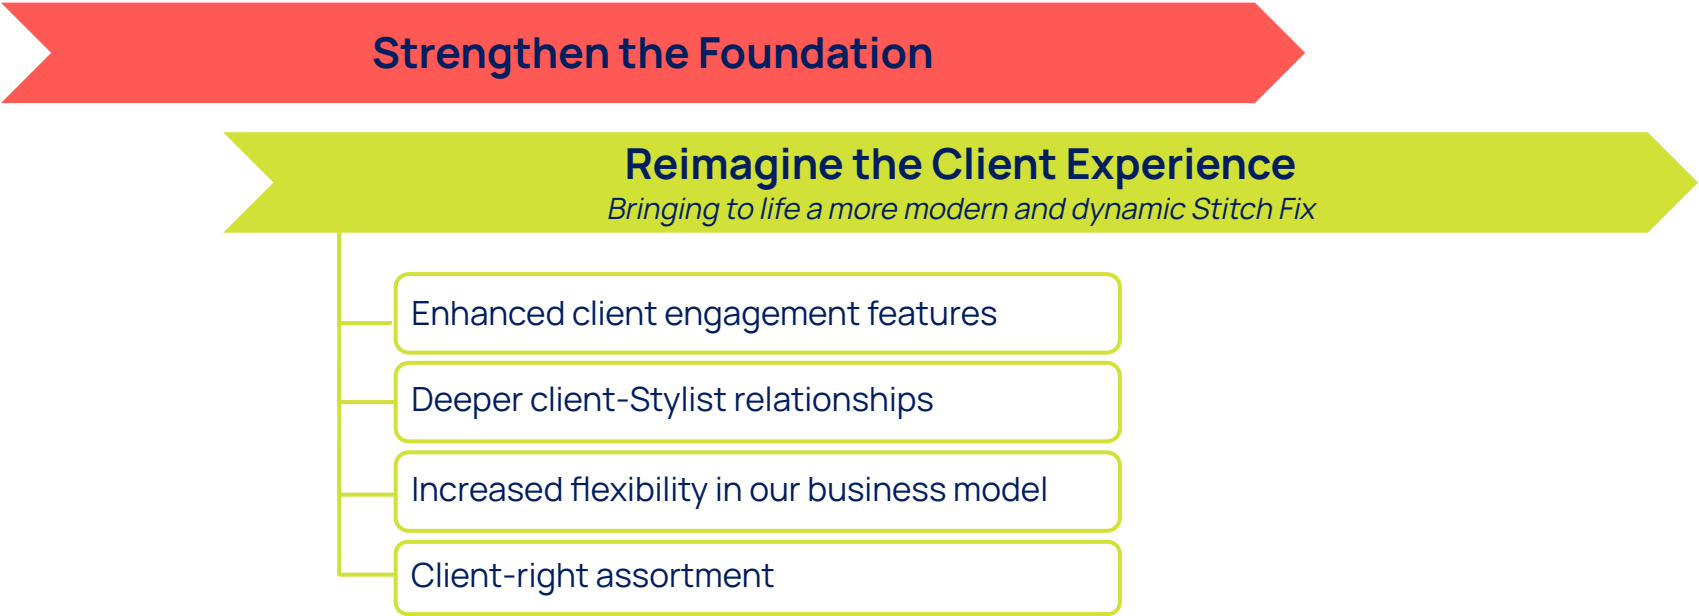 Strengthen the Foundation
Reimagine the Client Experience
Bringing to life a more modern and dynamic Stitch Fix
Enhanced client engagement features
Deeper client-Stylist relationships
Increased flexibility in our business model
Client-right assortment